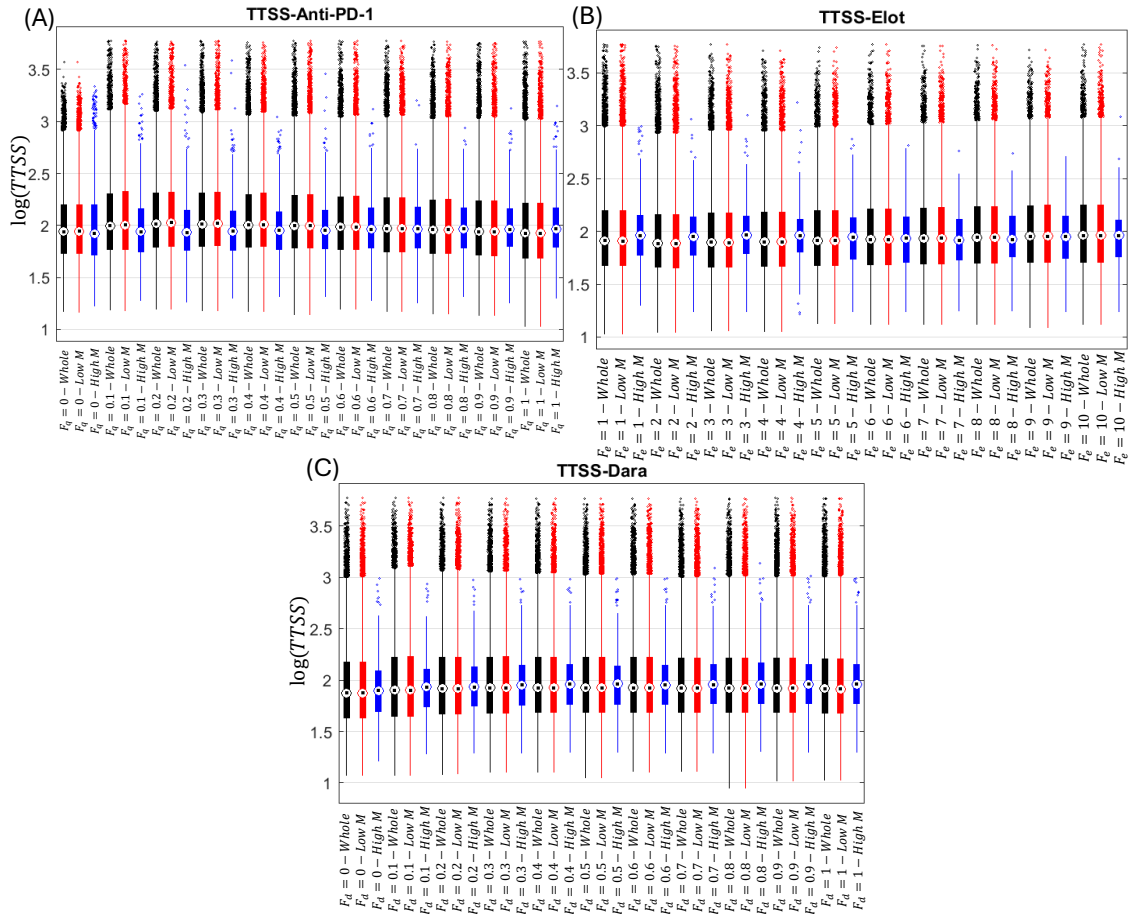 (A)
TTSS-Anti-PD-1
log(TTSS)
3.5
3
2.5
2
1.5
1
F_q = 0 − Whole
F_q = 0 − Low M
F_q = 0 − High M
F_q = 0.1 − Whole
F_q = 0.1 − Low M
F_q = 0.1 − High M
F_q = 0.2 − Whole
F_q = 0.2 − Low M
F_q = 0.2 − High M
F_q = 0.3 − Whole
F_q = 0.3 − Low M
F_q = 0.3 − High M
F_q = 0.4 − Whole
F_q = 0.4 − Low M
F_q = 0.4 − High M
F_q = 0.5 − Whole
F_q = 0.5 − Low M
F_q = 0.5 − High M
F_q = 0.6 − Whole
F_q = 0.6 − Low M
F_q = 0.6 − High M
F_q = 0.7 − Whole
F_q = 0.7 − Low M
F_q = 0.7 − High M
F_q = 0.8 − Whole
F_q = 0.8 − Low M
F_q = 0.8 − High M
F_q = 0.9 − Whole
F_q = 0.9 − Low M
F_q = 0.9 − High M
F_q = 1 − Whole
F_q = 1 − Low M
F_q = 1 − High M
(B)
TTSS-Elot
3.5
3
2.5
2
1.5
1
F_e = 1 − Whole
F_e = 1 − Low M
F_e = 1 − High M
F_e = 2 − Whole
F_e = 2 − Low M
F_e = 2 − High M
F_e = 3 − Whole
F_e = 3 − Low M
F_e = 3 − High M
F_e = 4 − Whole
F_e = 4 − Low M
F_e = 4 − High M
F_e = 5 − Whole
F_e = 5 − Low M
F_e = 5 − High M
F_e = 6 − Whole
F_e = 6 − Low M
F_e = 6 − High M
F_e = 7 − Whole
F_e = 7 − Low M
F_e = 7 − High M
F_e = 8 − Whole
F_e = 8 − Low M
F_e = 8 − High M
F_e = 9 − Whole
F_e = 9 − Low M
F_e = 9 − High M
F_e = 10 − Whole
F_e = 10 − Low M
F_e = 10 − High M
(C)
TTSS-Dara
log(TTSS)
3.5
3
2.5
2
1.5
1
F_d = 0 − Whole
F_d = 0 − Low M
F_d = 0 − High M
F_d = 0.1 − Whole
F_d = 0.1 − Low M
F_d = 0.1 − High M
F_d = 0.2 − Whole
F_d = 0.2 − Low M
F_d = 0.2 − High M
F_d = 0.3 − Whole
F_d = 0.3 − Low M
F_d = 0.3 − High M
F_d = 0.4 − Whole
F_d = 0.4 − Low M
F_d = 0.4 − High M
F_d = 0.5 − Whole
F_d = 0.5 − Low M
F_d = 0.5 − High M
F_d = 0.6 − Whole
F_d = 0.6 − Low M
F_d = 0.6 − High M
F_d = 0.7 − Whole
F_d = 0.7 − Low M
F_d = 0.7 − High M
F_d = 0.8 − Whole
F_d = 0.8 − Low M
F_d = 0.8 − High M
F_d = 0.9 − Whole
F_d = 0.9 − Low M
F_d = 0.9 − High M
F_d = 1 − Whole
F_d = 1 − Low M
F_d = 1 − High M